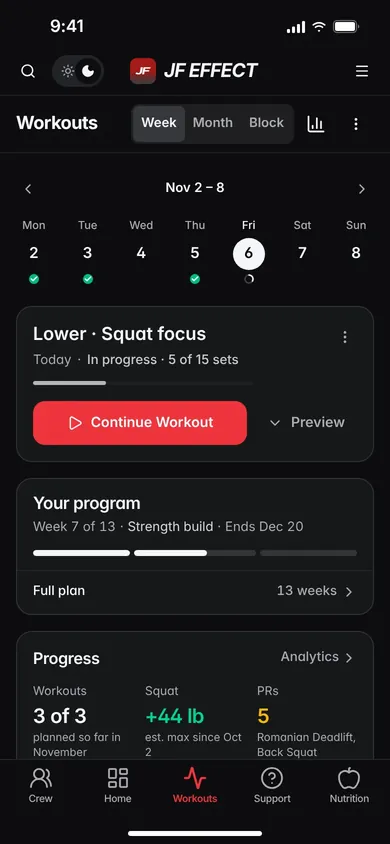 9:41
JF JF EFFECT
Workouts Week Month Block
Nov 2 – 8
Mon Tue Wed Thu Fri Sat Sun
2 3 4 5 6 7 8
Lower · Squat focus
Today · In progress · 5 of 15 sets
Continue Workout Preview
Your program
Week 7 of 13 · Strength build · Ends Dec 20
Full plan 13 weeks
Progress Analytics
Workouts Squat PRs
3 of 3 +44 lb 5
planned so far in est. max since Oct Romanian Deadlift,
November 2 Back Squat
Crew Home Workouts Support Nutrition